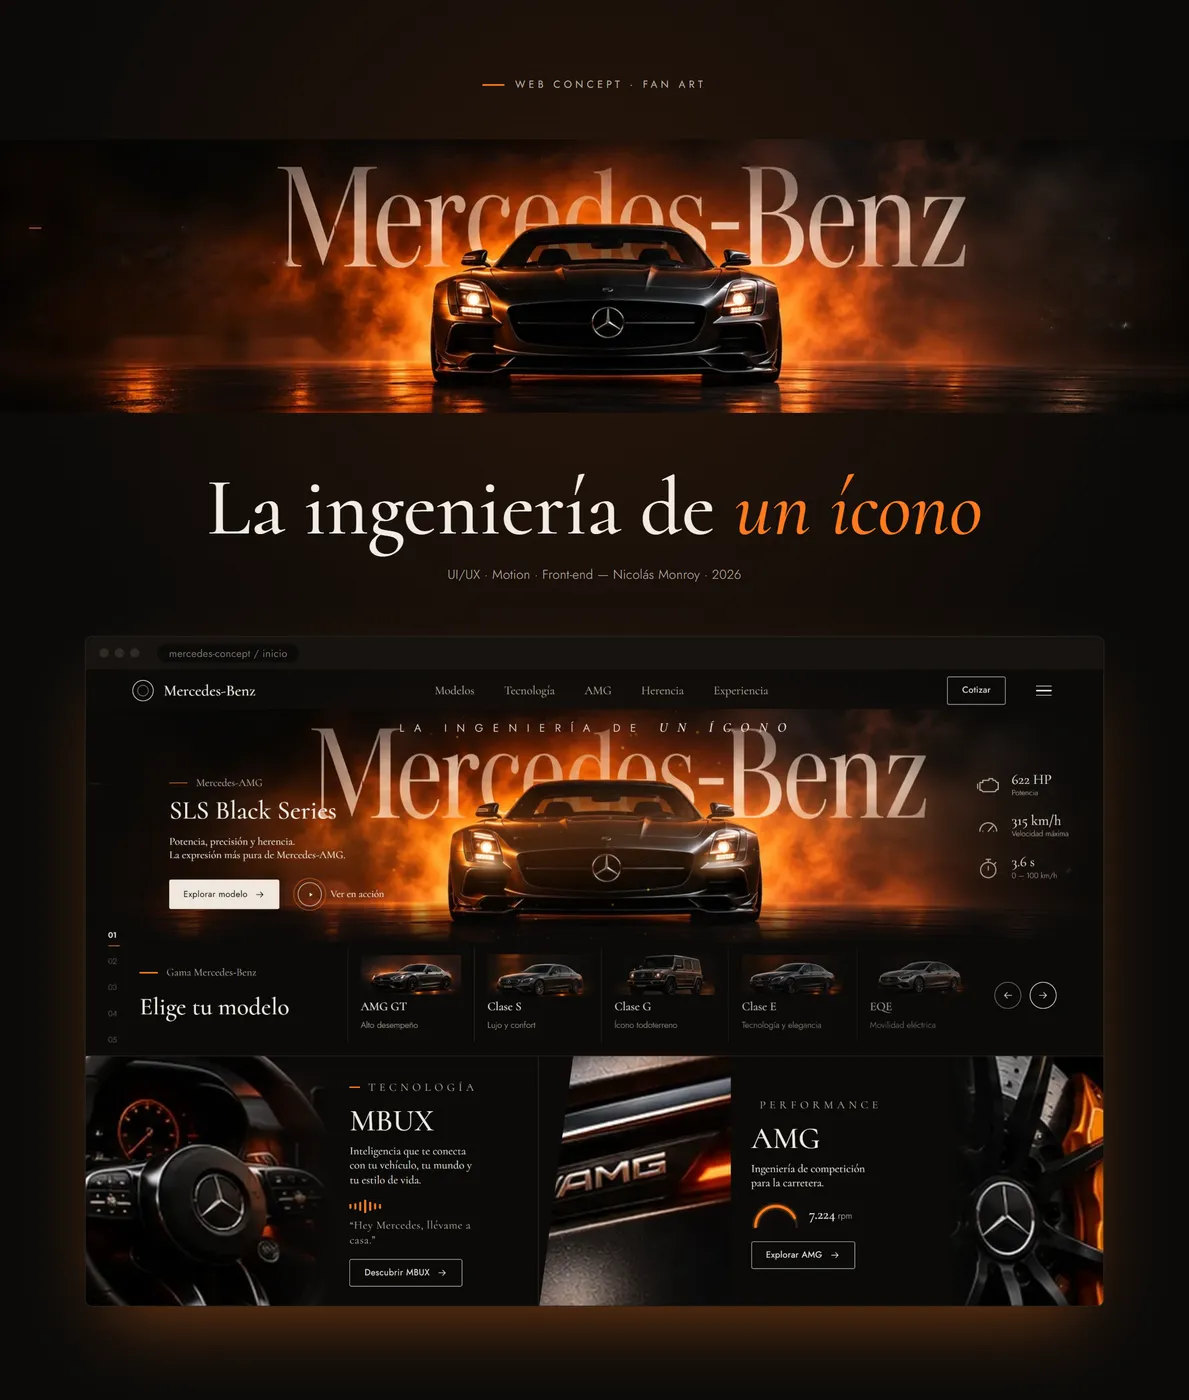 WEB CONCEPT · FAN ART
Mercedes-Benz
La ingeniería de un ícono
UI/UX · Motion · Front-end — Nicolás Monroy · 2026
mercedes-concept / inicio
Mercedes-Benz
Modelos
Tecnología
AMG
Herencia
Experiencia
Cotizar
LA INGENIERÍA DE UN ÍCONO
Mercedes-Benz
Mercedes-AMG
SLS Black Series
Potencia, precisión y herencia.
La expresión más pura de Mercedes-AMG.
Explorar modelo →
Ver en acción
622 HP
Potencia
315 km/h
Velocidad máxima
3.6 s
0 — 100 km/h
01
02
03
04
05
Gama Mercedes-Benz
Elige tu modelo
AMG GT
Alto desempeño
Clase S
Lujo y confort
Clase G
Ícono todoterreno
Clase E
Tecnología y elegancia
EQE
Movilidad eléctrica
← →
TECNOLOGÍA
MBUX
Inteligencia que te conecta
con tu vehículo, tu mundo y
tu estilo de vida.
“Hey Mercedes, llévame a
casa.”
Descubrir MBUX →
AMG
PERFORMANCE
AMG
Ingeniería de competición
para la carretera.
7.224 rpm
Explorar AMG →